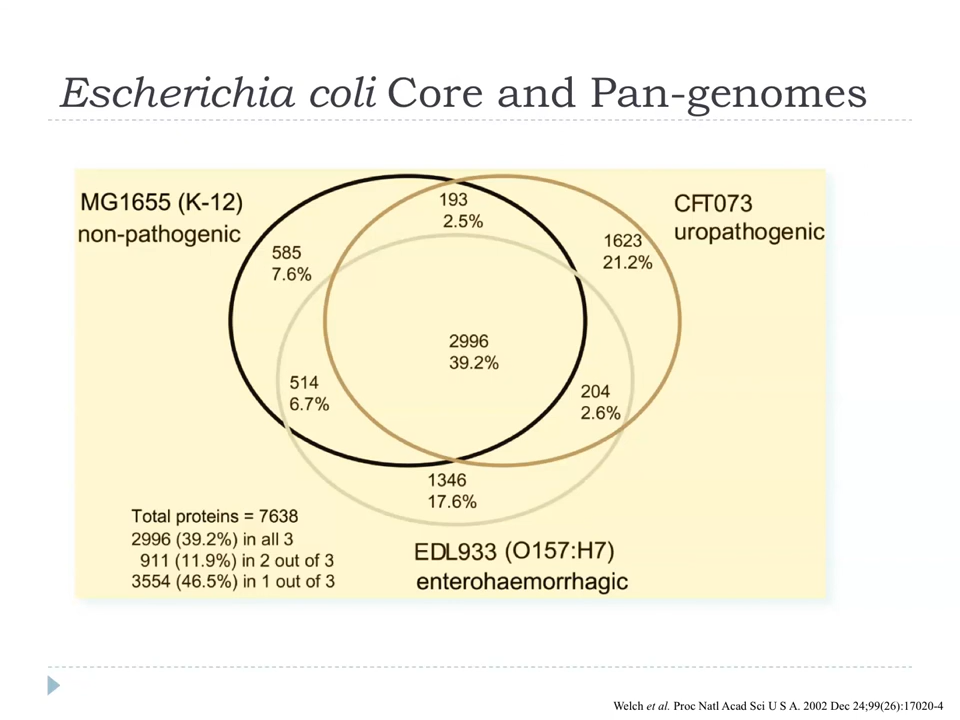 Escherichia coli Core and Pan-genomes
MG1655 (K-12)
non-pathogenic
193
2.5%
CFT073
uropathogenic
585
7.6%
1623
21.2%
2996
39.2%
514
6.7%
204
2.6%
1346
17.6%
Total proteins = 7638
2996 (39.2%) in all 3
911 (11.9%) in 2 out of 3
3554 (46.5%) in 1 out of 3
EDL933 (O157:H7)
enterohaemorrhagic
Welch et al. Proc Natl Acad Sci U S A. 2002 Dec 24;99(26):17020-4